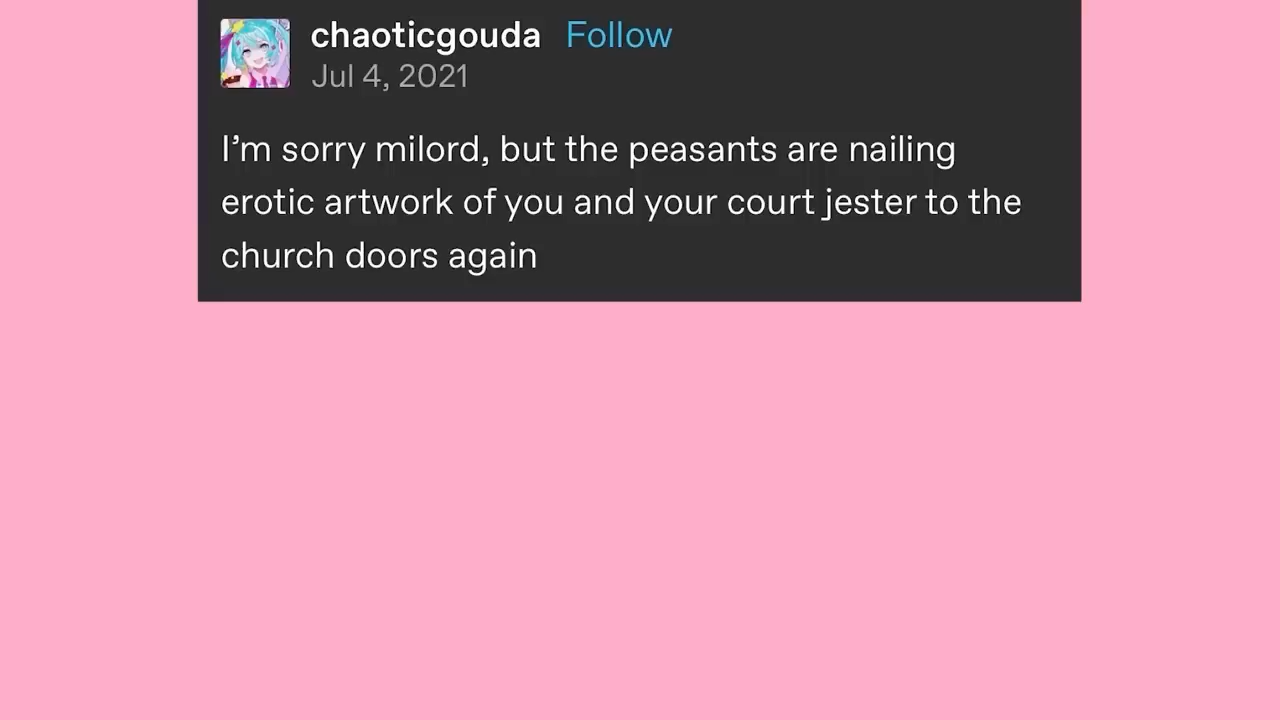 chaoticgouda Follow
Jul 4, 2021
I’m sorry milord, but the peasants are nailing
erotic artwork of you and your court jester to the
church doors again